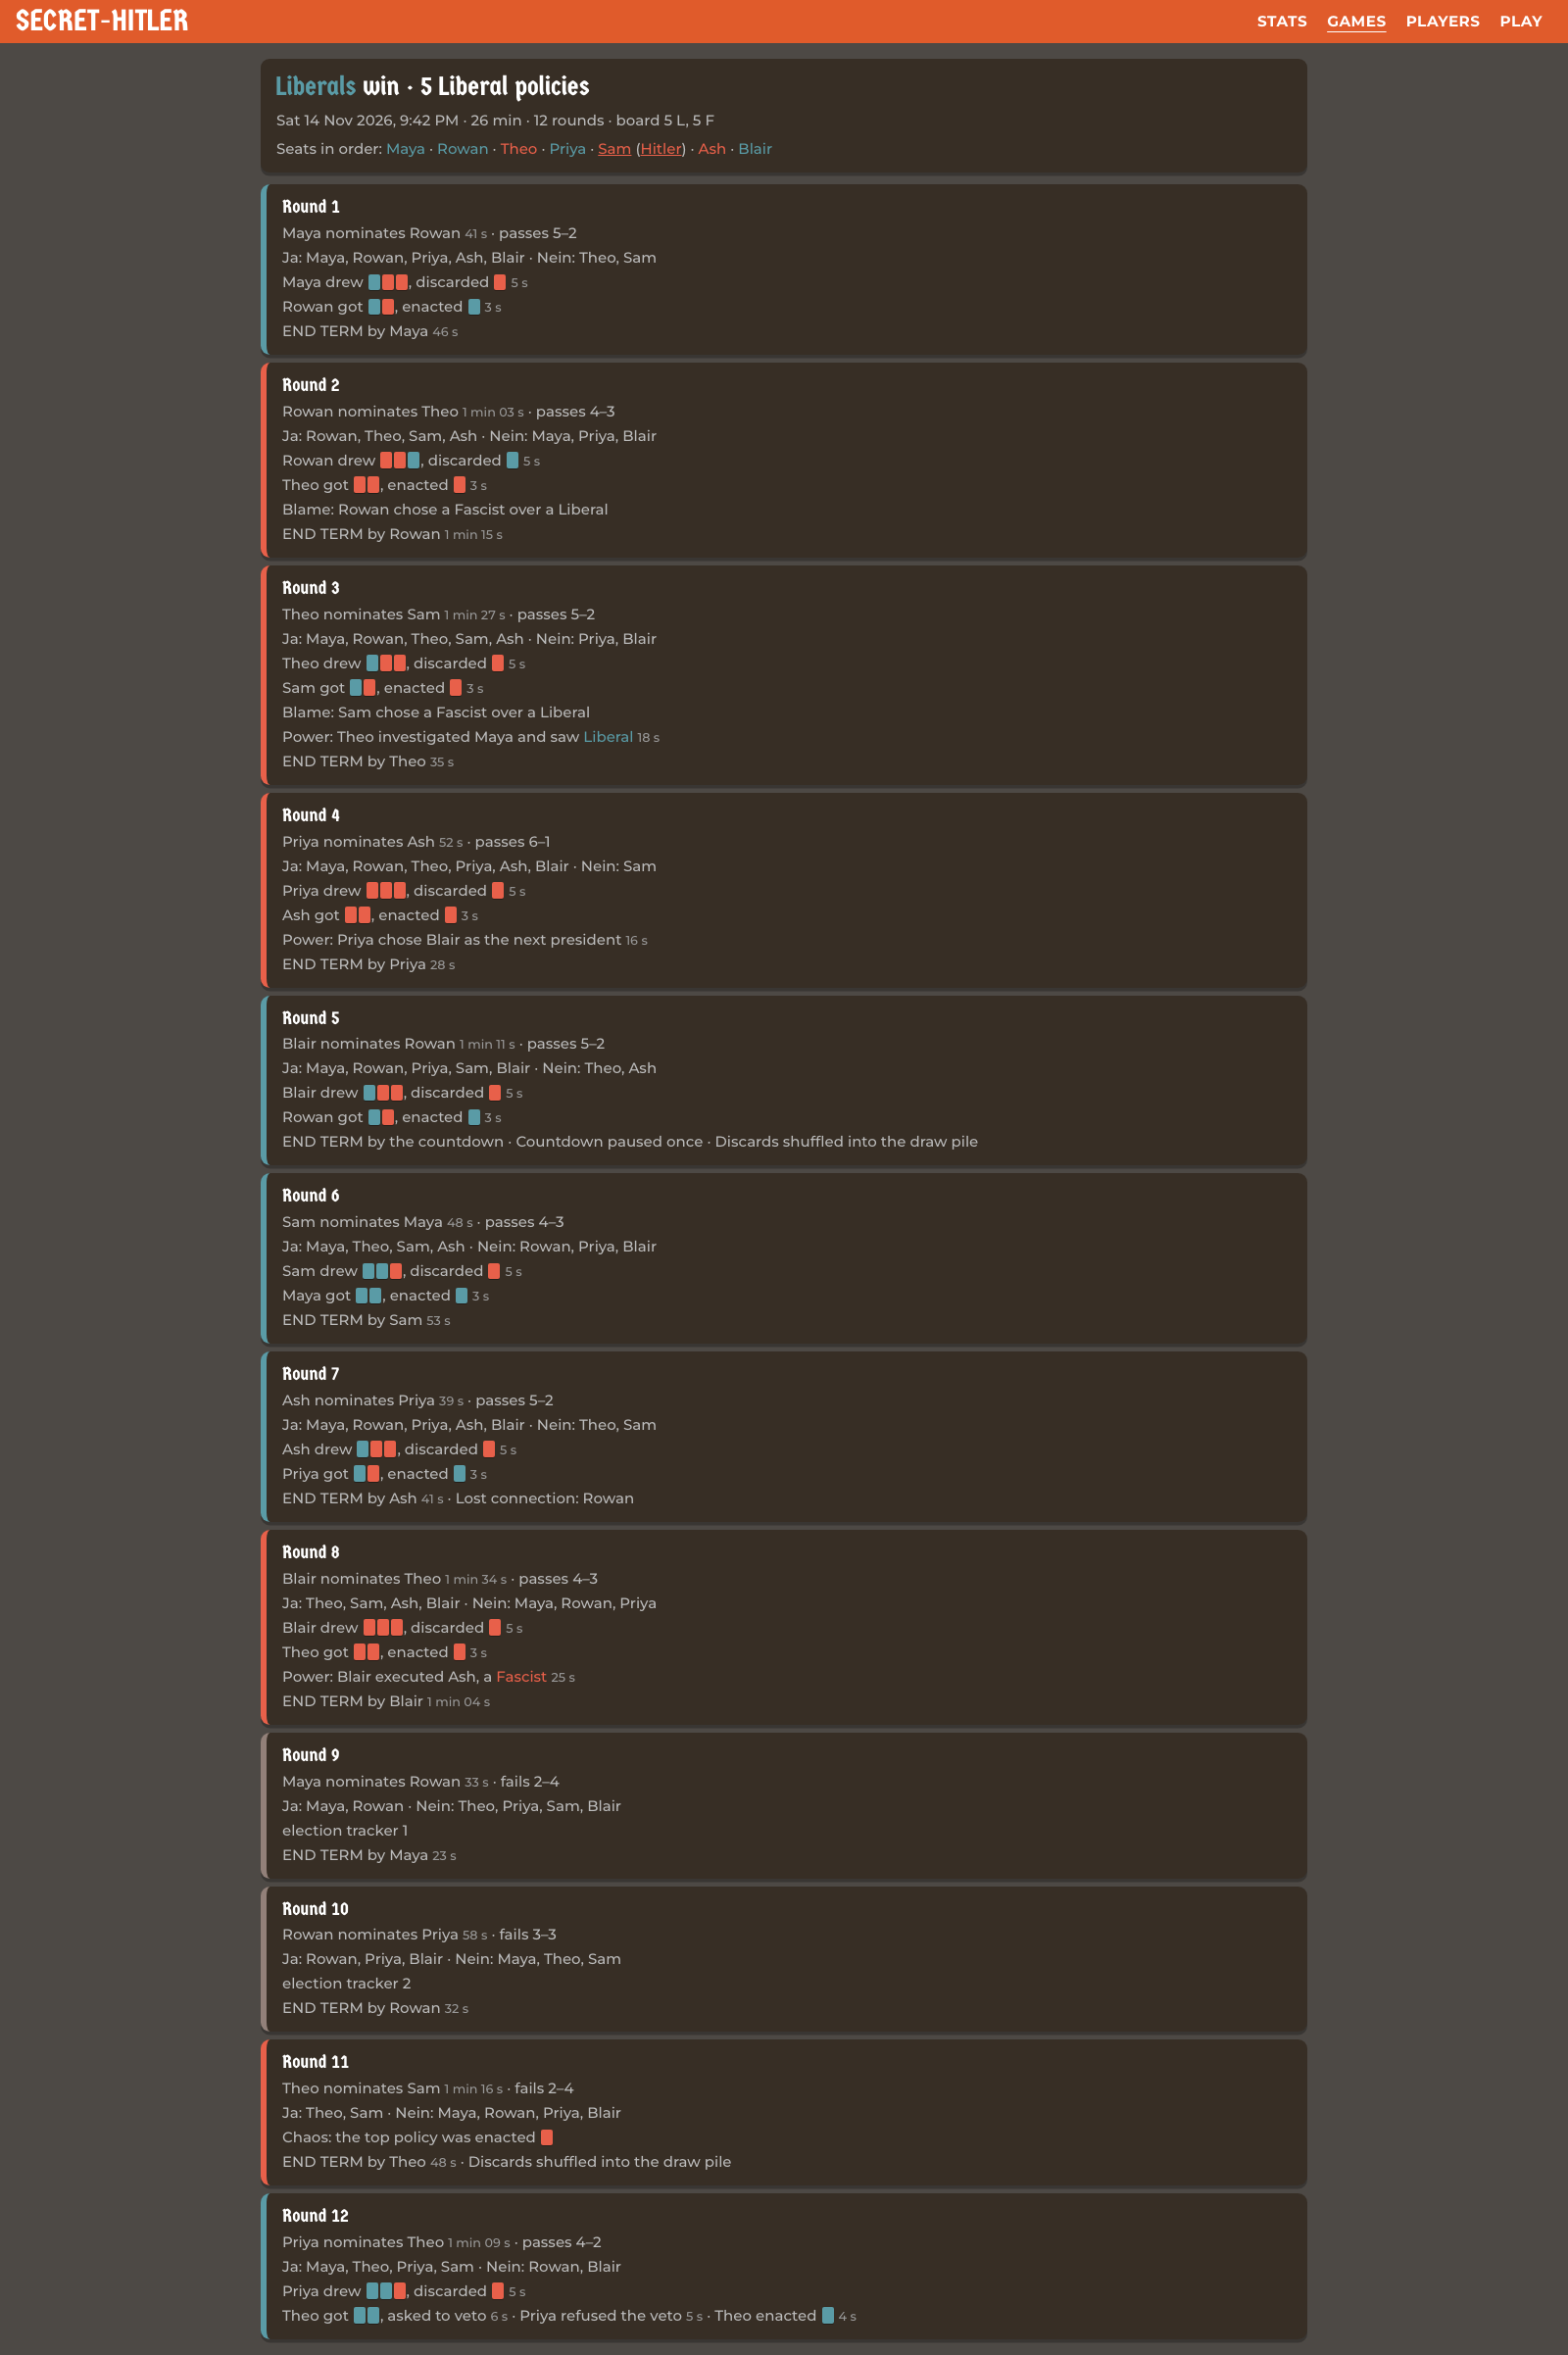 SECRET-HITLER
STATS GAMES PLAYERS PLAY
Liberals win · 5 Liberal policies
Sat 14 Nov 2026, 9:42 PM · 26 min · 12 rounds · board 5 L, 5 F
Seats in order: Maya · Rowan · Theo · Priya · Sam (Hitler) · Ash · Blair
Round 1
Maya nominates Rowan 41 s · passes 5–2
Ja: Maya, Rowan, Priya, Ash, Blair · Nein: Theo, Sam
Maya drew , discarded 5 s
Rowan got , enacted 3 s
END TERM by Maya 46 s
Round 2
Rowan nominates Theo 1 min 03 s · passes 4–3
Ja: Rowan, Theo, Sam, Ash · Nein: Maya, Priya, Blair
Rowan drew , discarded 5 s
Theo got , enacted 3 s
Blame: Rowan chose a Fascist over a Liberal
END TERM by Rowan 1 min 15 s
Round 3
Theo nominates Sam 1 min 27 s · passes 5–2
Ja: Maya, Rowan, Theo, Sam, Ash · Nein: Priya, Blair
Theo drew , discarded 5 s
Sam got , enacted 3 s
Blame: Sam chose a Fascist over a Liberal
Power: Theo investigated Maya and saw Liberal 18 s
END TERM by Theo 35 s
Round 4
Priya nominates Ash 52 s · passes 6–1
Ja: Maya, Rowan, Theo, Priya, Ash, Blair · Nein: Sam
Priya drew , discarded 5 s
Ash got , enacted 3 s
Power: Priya chose Blair as the next president 16 s
END TERM by Priya 28 s
Round 5
Blair nominates Rowan 1 min 11 s · passes 5–2
Ja: Maya, Rowan, Priya, Sam, Blair · Nein: Theo, Ash
Blair drew , discarded 5 s
Rowan got , enacted 3 s
END TERM by the countdown · Countdown paused once · Discards shuffled into the draw pile
Round 6
Sam nominates Maya 48 s · passes 4–3
Ja: Maya, Theo, Sam, Ash · Nein: Rowan, Priya, Blair
Sam drew , discarded 5 s
Maya got , enacted 3 s
END TERM by Sam 53 s
Round 7
Ash nominates Priya 39 s · passes 5–2
Ja: Maya, Rowan, Priya, Ash, Blair · Nein: Theo, Sam
Ash drew , discarded 5 s
Priya got , enacted 3 s
END TERM by Ash 41 s · Lost connection: Rowan
Round 8
Blair nominates Theo 1 min 34 s · passes 4–3
Ja: Theo, Sam, Ash, Blair · Nein: Maya, Rowan, Priya
Blair drew , discarded 5 s
Theo got , enacted 3 s
Power: Blair executed Ash, a Fascist 25 s
END TERM by Blair 1 min 04 s
Round 9
Maya nominates Rowan 33 s · fails 2–4
Ja: Maya, Rowan · Nein: Theo, Priya, Sam, Blair
election tracker 1
END TERM by Maya 23 s
Round 10
Rowan nominates Priya 58 s · fails 3–3
Ja: Rowan, Priya, Blair · Nein: Maya, Theo, Sam
election tracker 2
END TERM by Rowan 32 s
Round 11
Theo nominates Sam 1 min 16 s · fails 2–4
Ja: Theo, Sam · Nein: Maya, Rowan, Priya, Blair
Chaos: the top policy was enacted
END TERM by Theo 48 s · Discards shuffled into the draw pile
Round 12
Priya nominates Theo 1 min 09 s · passes 4–2
Ja: Maya, Theo, Priya, Sam · Nein: Rowan, Blair
Priya drew , discarded 5 s
Theo got , asked to veto 6 s · Priya refused the veto 5 s · Theo enacted 4 s